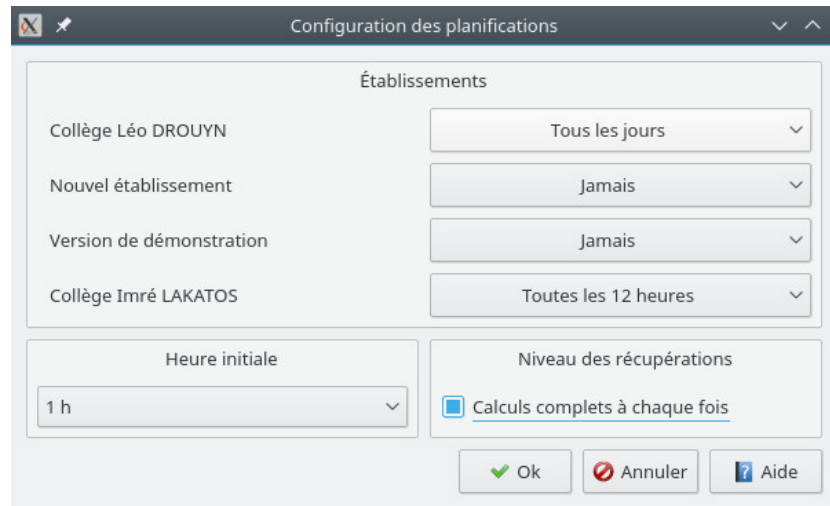 Configuration des planifications
Établissements
Collège Léo DROUYN Tous les jours
Nouvel établissement Jamais
Version de démonstration Jamais
Collège Imré LAKATOS Toutes les 12 heures
Heure initiale Niveau des récupérations
1 h Calculs complets à chaque fois
Ok Annuler ? Aide